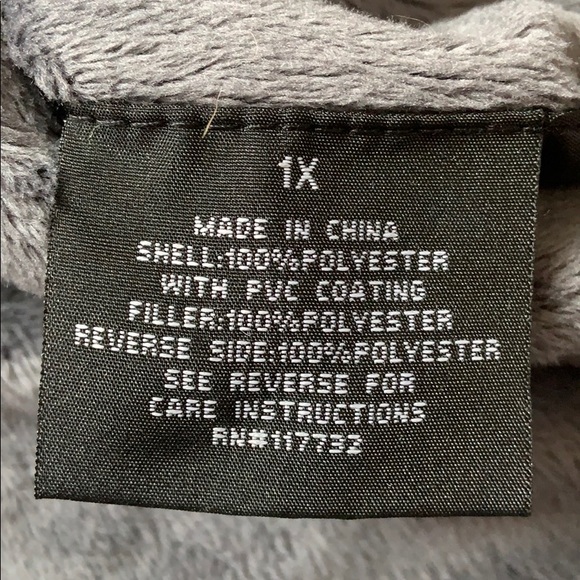 1X
MADE IN CHINA
SHELL:100%POLYESTER
WITH PVC COATING
FILLER:100%POLYESTER
REVERSE SIDE:100%POLYESTER
SEE REVERSE FOR
CARE INSTRUCTIONS
RN#117732